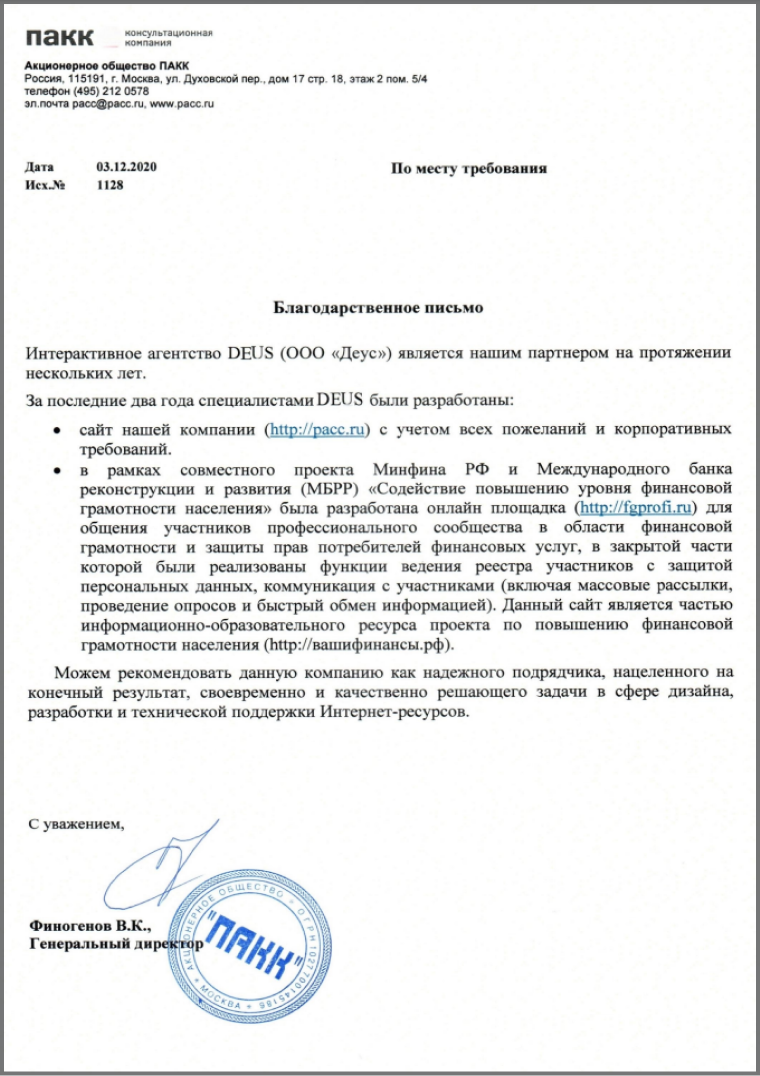 пакк консультационная
компания
Акционерное общество ПАКК
Россия, 115191, г. Москва, ул. Духовской пер., дом 17 стр. 18, этаж 2 пом. 5/4
телефон (495) 212 0578
эл.почта pacc@pacc.ru, www.pacc.ru
Дата 03.12.2020 По месту требования
Исх.№ 1128
Благодарственное письмо
Интерактивное агентство DEUS (ООО «Деус») является нашим партнером на протяжении
нескольких лет.
За последние два года специалистами DEUS были разработаны:
• сайт нашей компании (http://pacc.ru) с учетом всех пожеланий и корпоративных
требований.
• в рамках совместного проекта Минфина РФ и Международного банка
реконструкции и развития (МБРР) «Содействие повышению уровня финансовой
грамотности населения» была разработана онлайн площадка (http://fgprofi.ru) для
общения участников профессионального сообщества в области финансовой
грамотности и защиты прав потребителей финансовых услуг, в закрытой части
которой были реализованы функции ведения реестра участников с защитой
персональных данных, коммуникация с участниками (включая массовые рассылки,
проведение опросов и быстрый обмен информацией). Данный сайт является частью
информационно-образовательного ресурса проекта по повышению финансовой
грамотности населения (http://вашифинансы.рф).
Можем рекомендовать данную компанию как надежного подрядчика, нацеленного на
конечный результат, своевременно и качественно решающего задачи в сфере дизайна,
разработки и технической поддержки Интернет-ресурсов.
С уважением,
Финогенов В.К.,
Генеральный директор
АКЦИОНЕРНОЕ ОБЩЕСТВО * ОГРН 1027700145186
"ПАКК"
* МОСКВА *